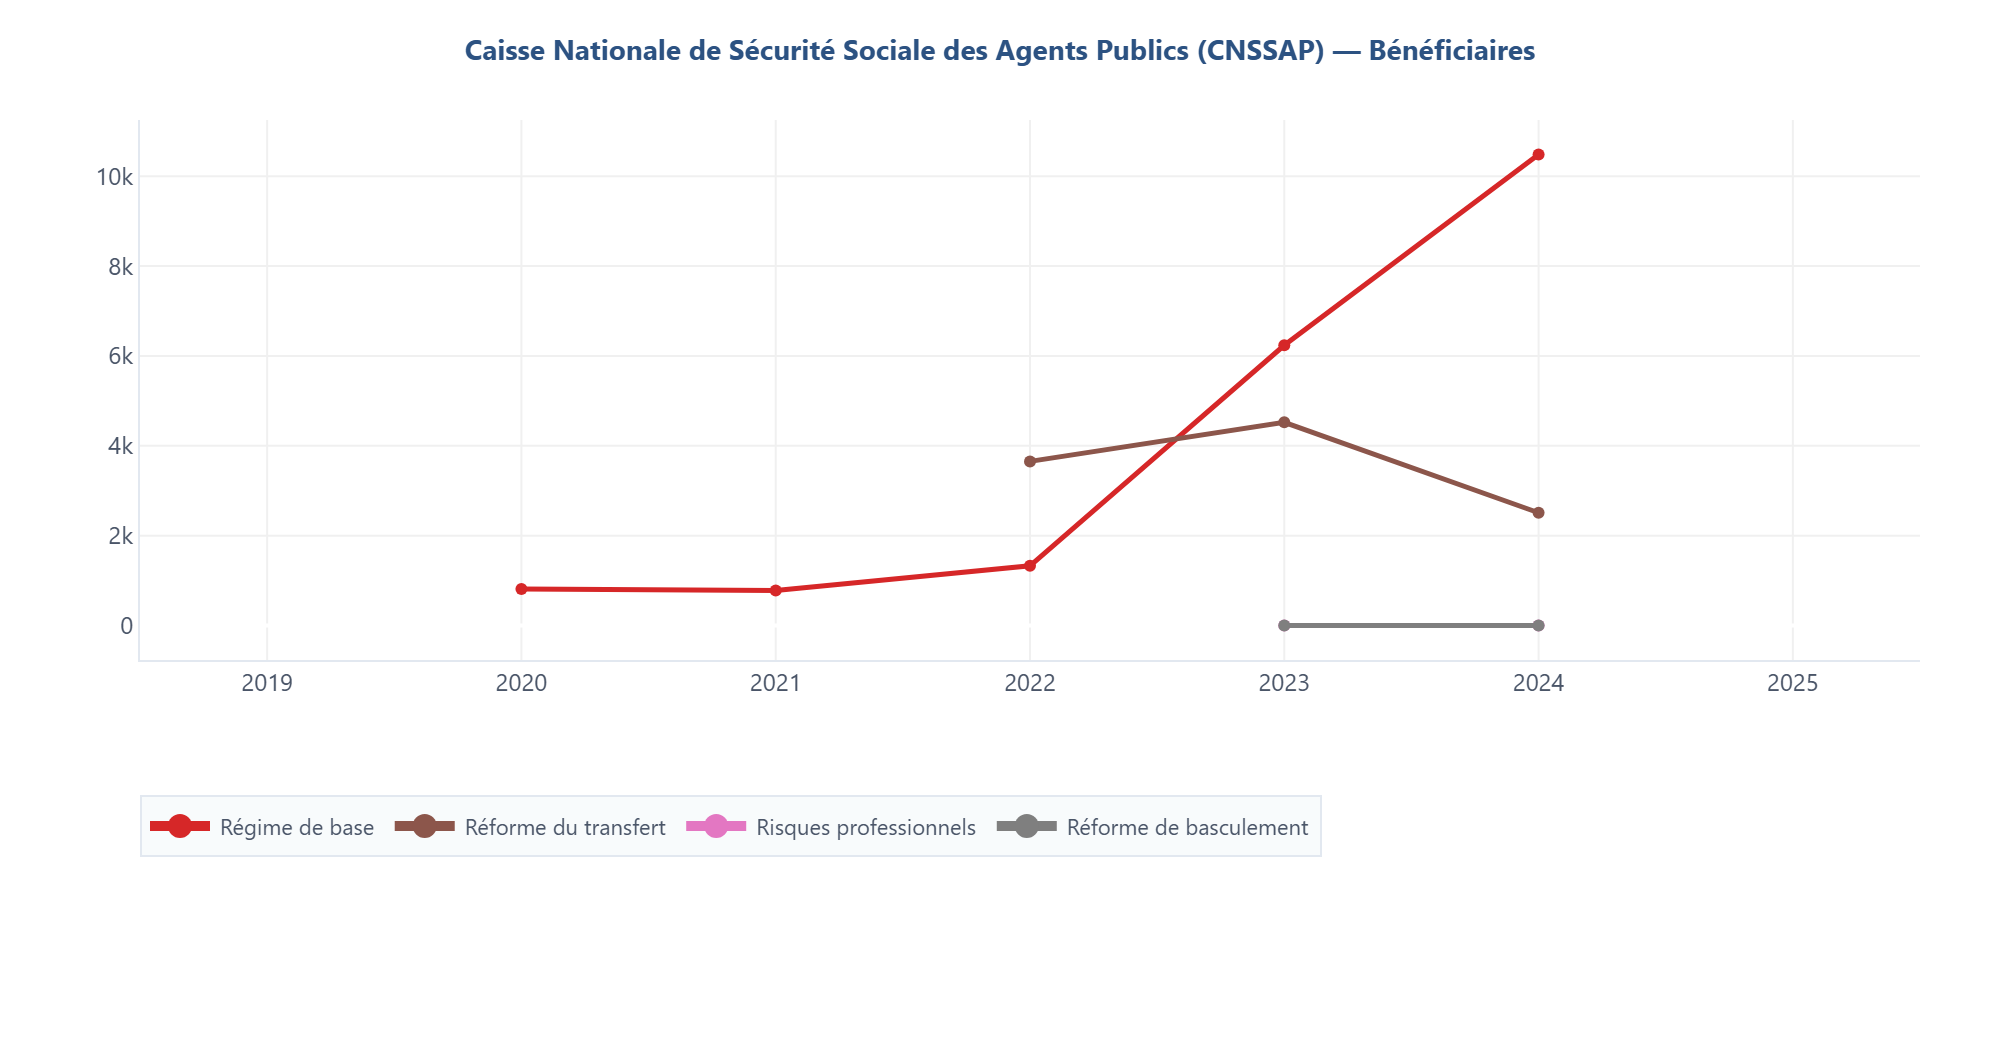 Caisse Nationale de Sécurité Sociale des Agents Publics (CNSSAP) — Bénéficiaires
10k
8k
6k
4k
2k
0
2019 2020 2021 2022 2023 2024 2025
Régime de base Réforme du transfert Risques professionnels Réforme de basculement